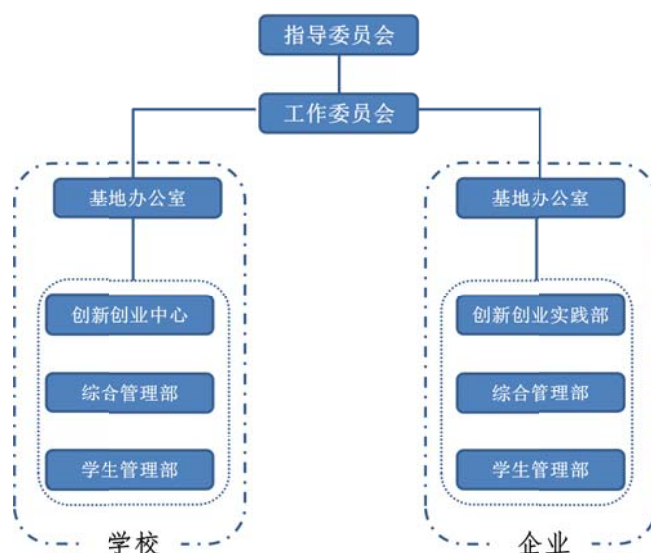 指导委员会
工作委员会
基地办公室
创新创业中心
综合管理部
学生管理部
学校
基地办公室
创新创业实践部
综合管理部
学生管理部
企业